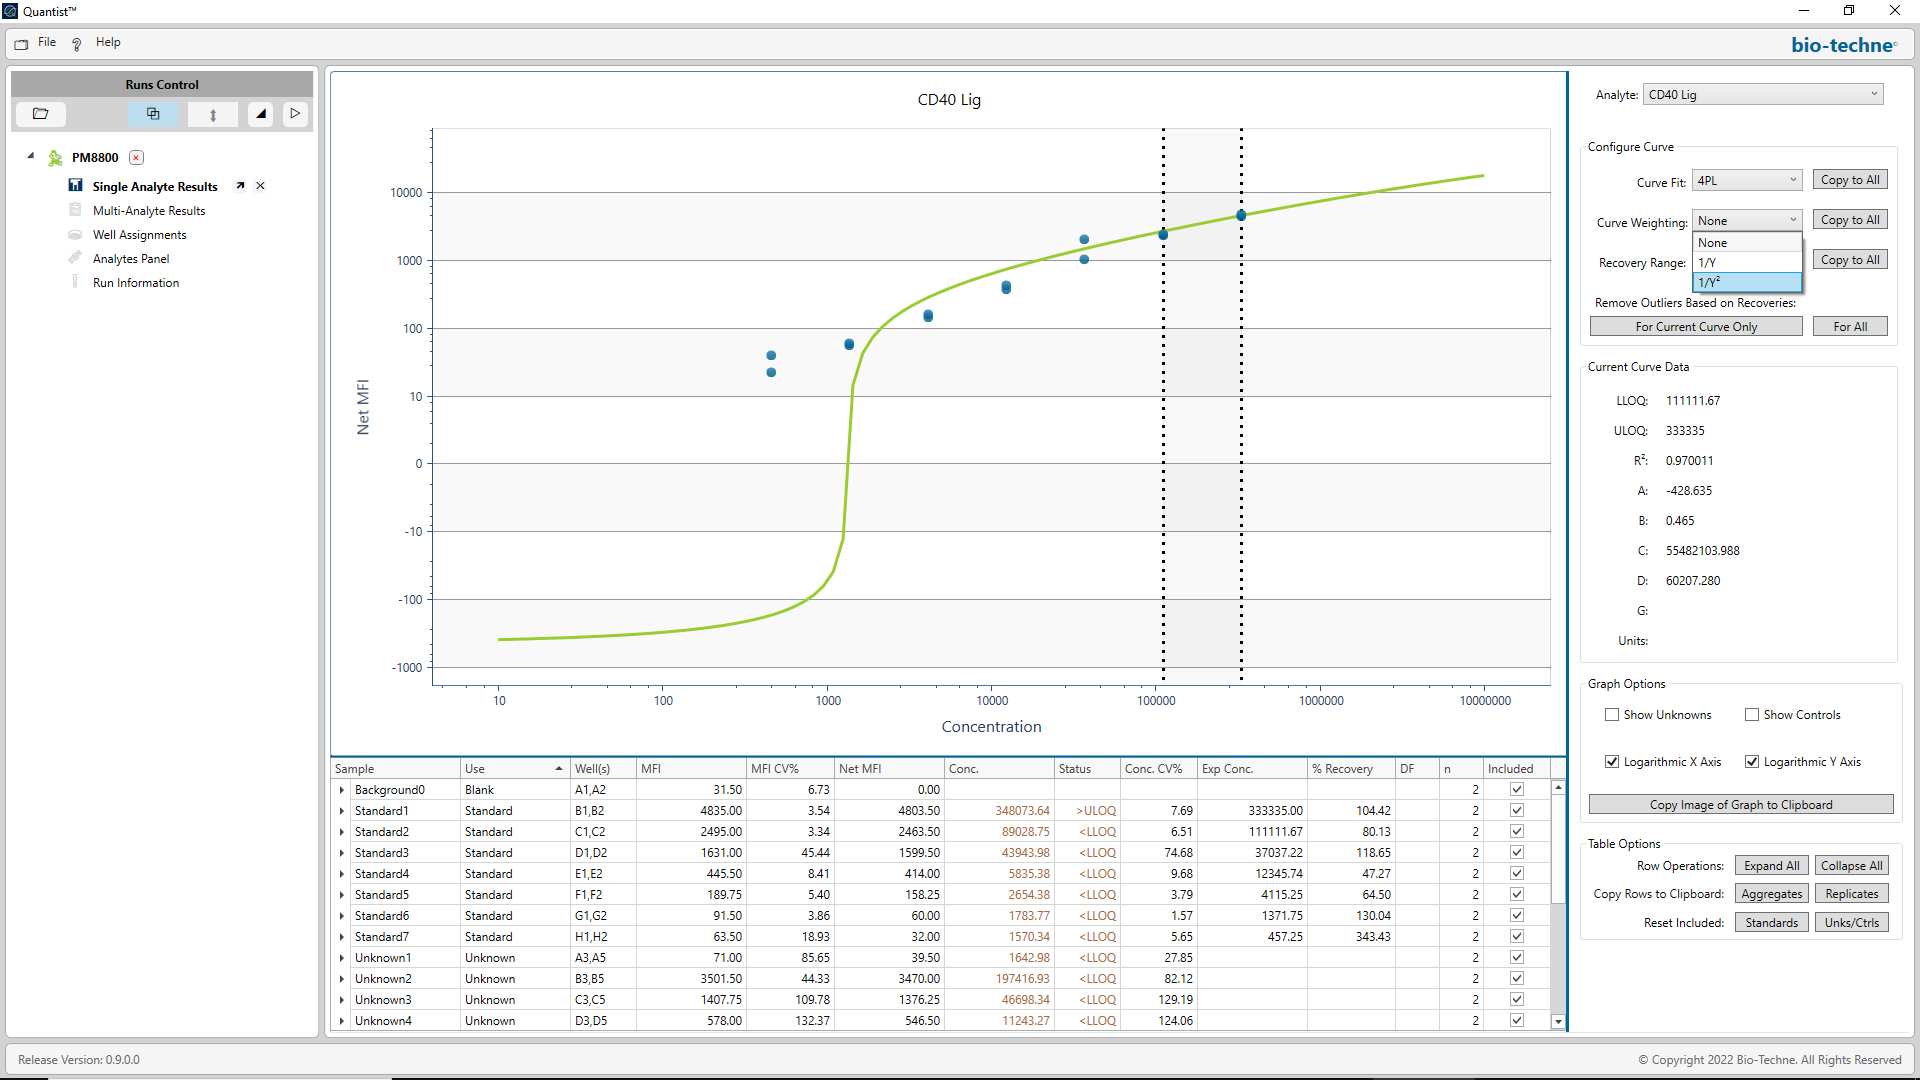 Quantist™
File
Help
bio-techne
Runs Control
PM8800
Single Analyte Results
Multi-Analyte Results
Well Assignments
Analytes Panel
Run Information
CD40 Lig
10000
1000
100
10
0
-10
-100
-1000
Net MFI
10 100 1000 10000 100000 1000000 10000000
Concentration
Sample Use Well(s) MFI MFI CV% Net MFI Conc. Status Conc. CV% Exp Conc. % Recovery DF n Included
Background0 Blank A1,A2 31.50 6.73 0.00 2
Standard1 Standard B1,B2 4835.00 3.54 4803.50 348073.64 >ULOQ 7.69 333335.00 104.42 2
Standard2 Standard C1,C2 2495.00 3.34 2463.50 89028.75 <LLOQ 6.51 111111.67 80.13 2
Standard3 Standard D1,D2 1631.00 45.44 1599.50 43943.98 <LLOQ 74.68 37037.22 118.65 2
Standard4 Standard E1,E2 445.50 8.41 414.00 5835.38 <LLOQ 9.68 12345.74 47.27 2
Standard5 Standard F1,F2 189.75 5.40 158.25 2654.38 <LLOQ 3.79 4115.25 64.50 2
Standard6 Standard G1,G2 91.50 3.86 60.00 1783.77 <LLOQ 1.57 1371.75 130.04 2
Standard7 Standard H1,H2 63.50 18.93 32.00 1570.34 <LLOQ 5.65 457.25 343.43 2
Unknown1 Unknown A3,A5 71.00 85.65 39.50 1642.98 <LLOQ 27.85 2
Unknown2 Unknown B3,B5 3501.50 44.33 3470.00 197416.93 <LLOQ 82.12 2
Unknown3 Unknown C3,C5 1407.75 109.78 1376.25 46698.34 <LLOQ 129.19 2
Unknown4 Unknown D3,D5 578.00 132.37 546.50 11243.27 <LLOQ 124.06 2
Analyte: CD40 Lig
Configure Curve
Curve Fit: 4PL Copy to All
Curve Weighting: None Copy to All
None
1/Y
1/Y²
Recovery Range: Copy to All
Remove Outliers Based on Recoveries:
For Current Curve Only For All
Current Curve Data
LLOQ: 111111.67
ULOQ: 333335
R²: 0.970011
A: -428.635
B: 0.465
C: 55482103.988
D: 60207.280
G:
Units:
Graph Options
Show Unknowns Show Controls
Logarithmic X Axis Logarithmic Y Axis
Copy Image of Graph to Clipboard
Table Options
Row Operations: Expand All Collapse All
Copy Rows to Clipboard: Aggregates Replicates
Reset Included: Standards Unks/Ctrls
Release Version: 0.9.0.0
© Copyright 2022 Bio-Techne. All Rights Reserved